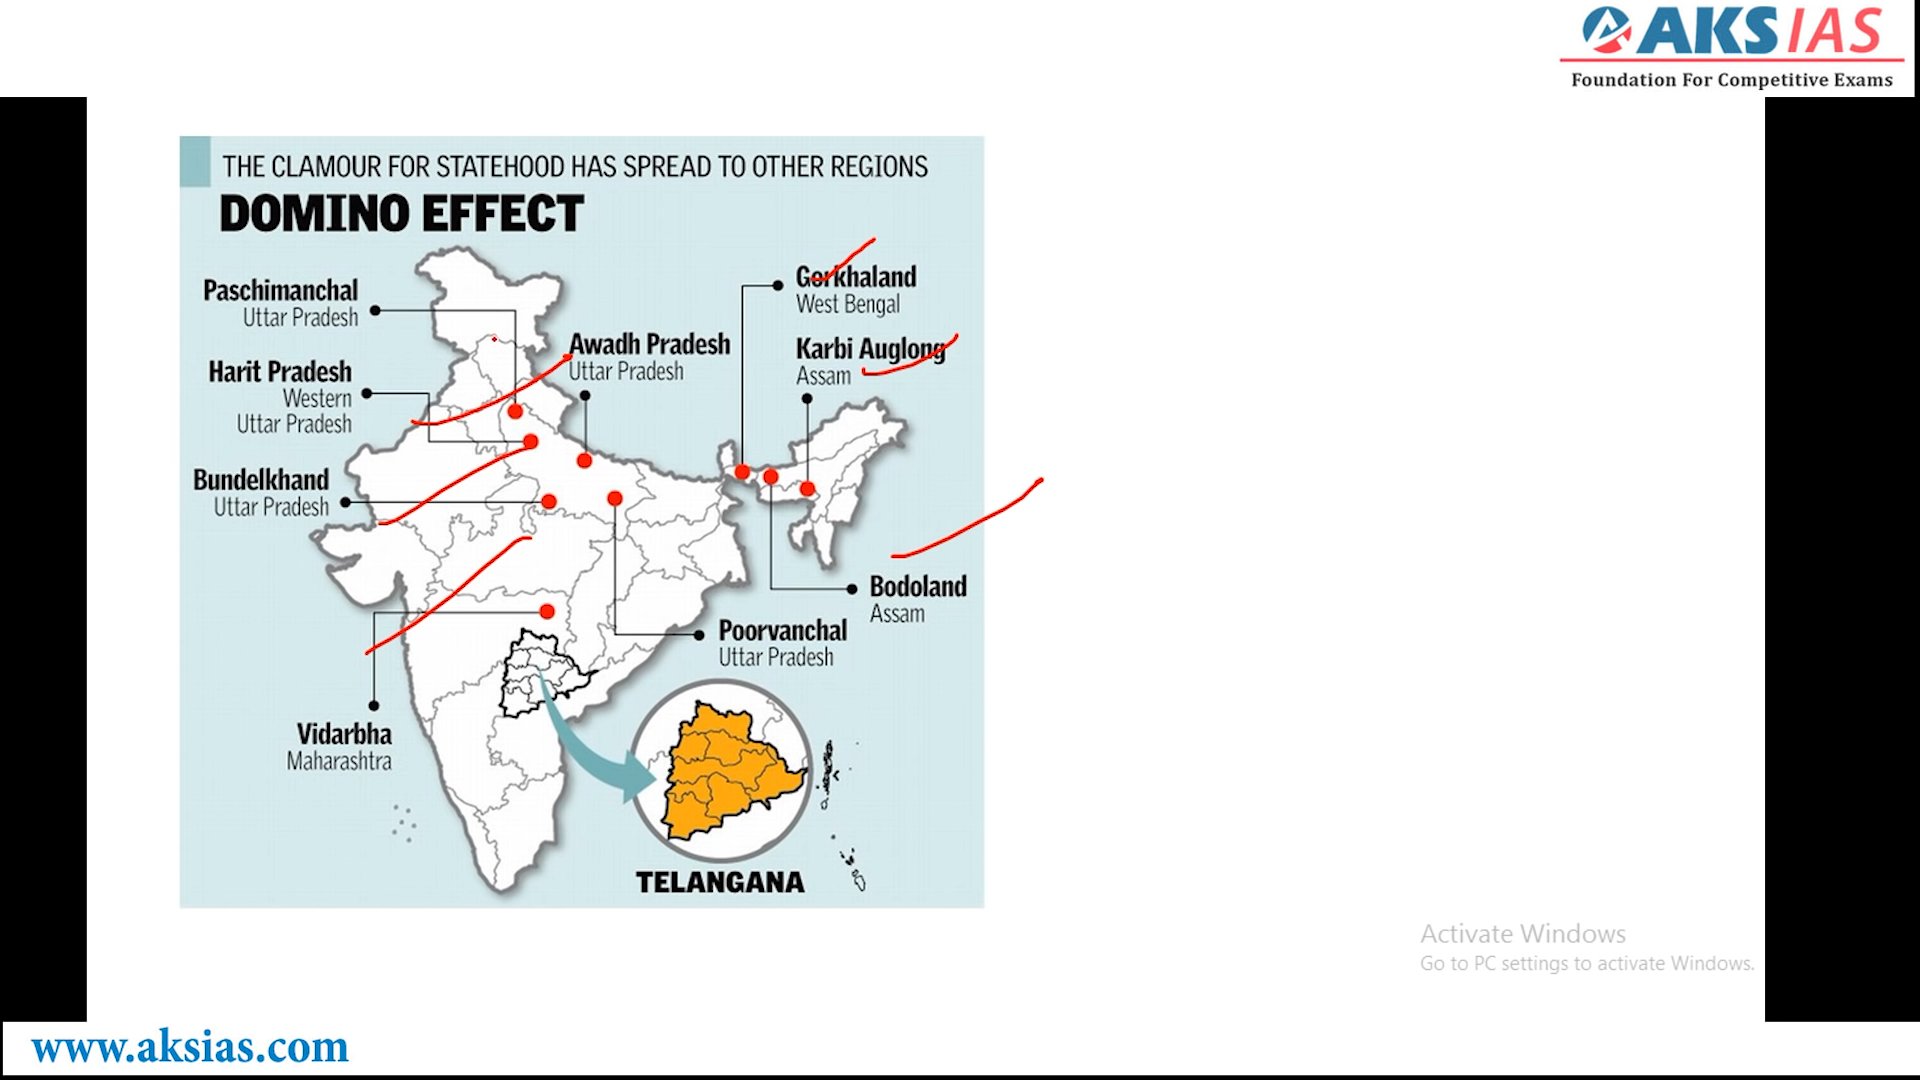 AKS IAS
Foundation For Competitive Exams
THE CLAMOUR FOR STATEHOOD HAS SPREAD TO OTHER REGIONS
DOMINO EFFECT
Paschimanchal
Uttar Pradesh
Harit Pradesh
Western
Uttar Pradesh
Bundelkhand
Uttar Pradesh
Vidarbha
Maharashtra
Awadh Pradesh
Uttar Pradesh
Gorkhaland
West Bengal
Karbi Auglong
Assam
Bodoland
Assam
Poorvanchal
Uttar Pradesh
TELANGANA
Activate Windows
Go to PC settings to activate Windows.
www.aksias.com